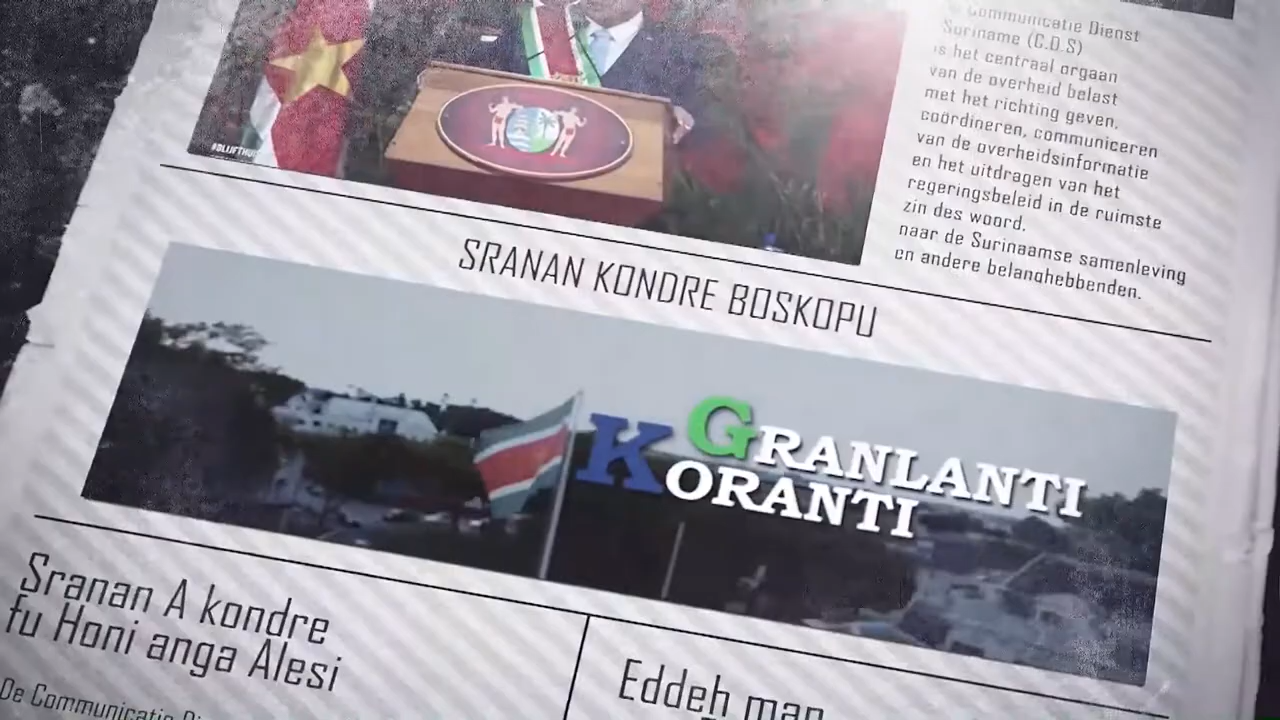 Communicatie Dienst
Suriname (C.D.S)
is het centraal orgaan
van de overheid belast
met het richting geven,
coördineren, communiceren
van de overheidsinformatie
en het uitdragen van het
regeringsbeleid in de ruimste
zin des woord.
naar de Surinaamse samenleving
en andere belanghebbenden.
SRANAN KONDRE BOSKOPU
GRANLANTI
KORANTI
Sranan A kondre
fu Honi anga Alesi
De Communicatie
Eddeh man